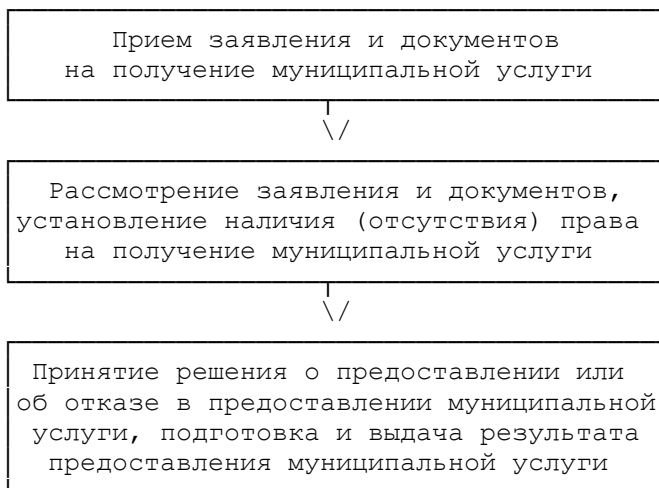 Прием заявления и документов
на получение муниципальной услуги
\/
Рассмотрение заявления и документов,
установление наличия (отсутствия) права
на получение муниципальной услуги
\/
Принятие решения о предоставлении или
об отказе в предоставлении муниципальной
услуги, подготовка и выдача результата
предоставления муниципальной услуги